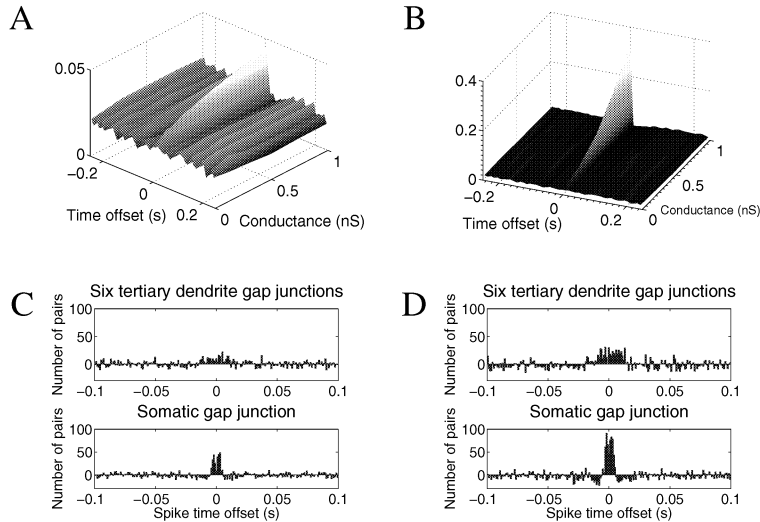 A
0.05
0
−0.2
0
0.2
0
0.5
1
Time offset (s)
Conductance (nS)
B
0.4
0.2
0
−0.2
0
0.2
0
0.5
1
Time offset (s)
Conductance (nS)
C
Six tertiary dendrite gap junctions
Number of pairs
100
50
0
−0.1
−0.05
0
0.05
0.1
Somatic gap junction
Number of pairs
100
50
0
−0.1
−0.05
0
0.05
0.1
Spike time offset (s)
D
Six tertiary dendrite gap junctions
Number of pairs
100
50
0
−0.1
−0.05
0
0.05
0.1
Somatic gap junction
Number of pairs
100
50
0
−0.1
−0.05
0
0.05
0.1
Spike time offset (s)